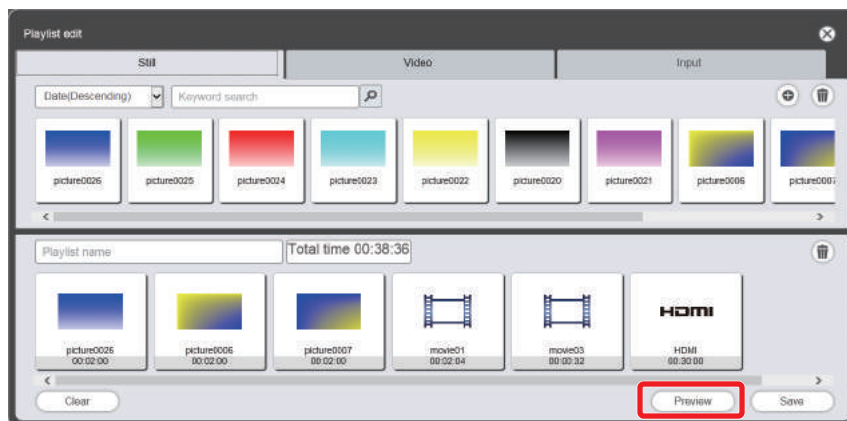 Playlist edit
Still Video Input
Date(Descending) Keyword search
picture0026 picture0025 picture0024 picture0023 picture0022 picture0020 picture0021 picture0006 picture0007
Playlist name Total time 00:38:36
HDMI
picture0026 picture0006 picture0007 movie01 movie03 HDMI
00:02:00 00:02:00 00:02:00 00:02:04 00:00:32 00:30:00
Clear Preview Save